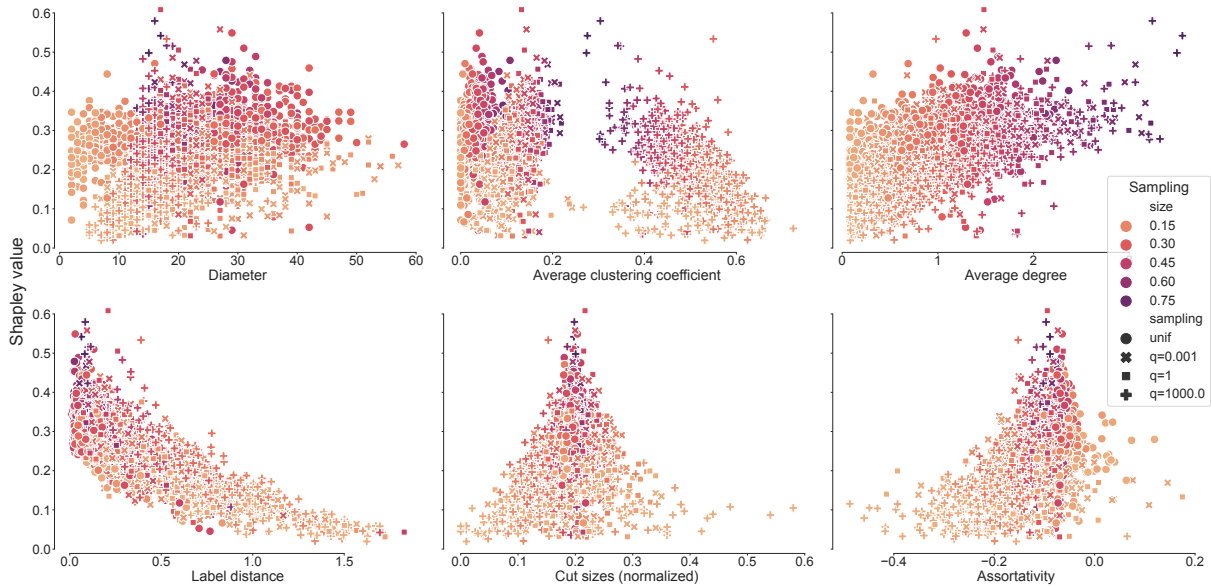 0.6
0.5
0.4
0.3
0.2
0.1
0.0
0 10 20 30 40 50 60
Diameter
0.0 0.2 0.4 0.6
Average clustering coefficient
0 1 2
Average degree
Shapley value
Sampling
size
0.15
0.30
0.45
0.60
0.75
sampling
unif
q=0.001
q=1
q=1000.0
0.6
0.5
0.4
0.3
0.2
0.1
0.0
0.0 0.5 1.0 1.5
Label distance
0.0 0.1 0.2 0.3 0.4 0.5 0.6
Cut sizes (normalized)
−0.4 −0.2 0.0 0.2
Assortativity